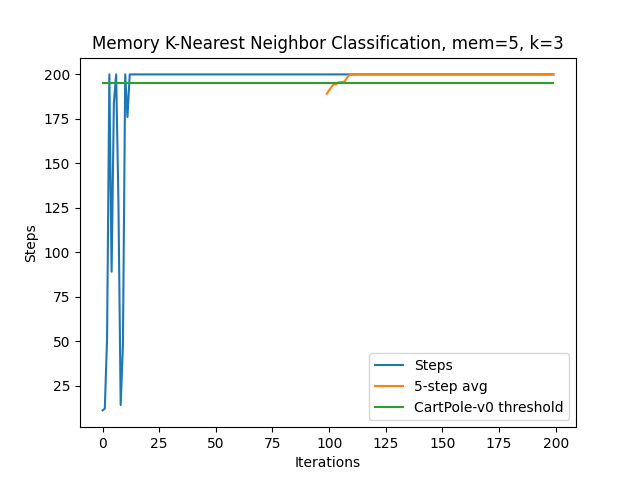 Memory K-Nearest Neighbor Classification, mem=5, k=3
200
175
150
125
100
75
50
25
Steps
0
25
50
75
100
125
150
175
200
Iterations
Steps
5-step avg
CartPole-v0 threshold